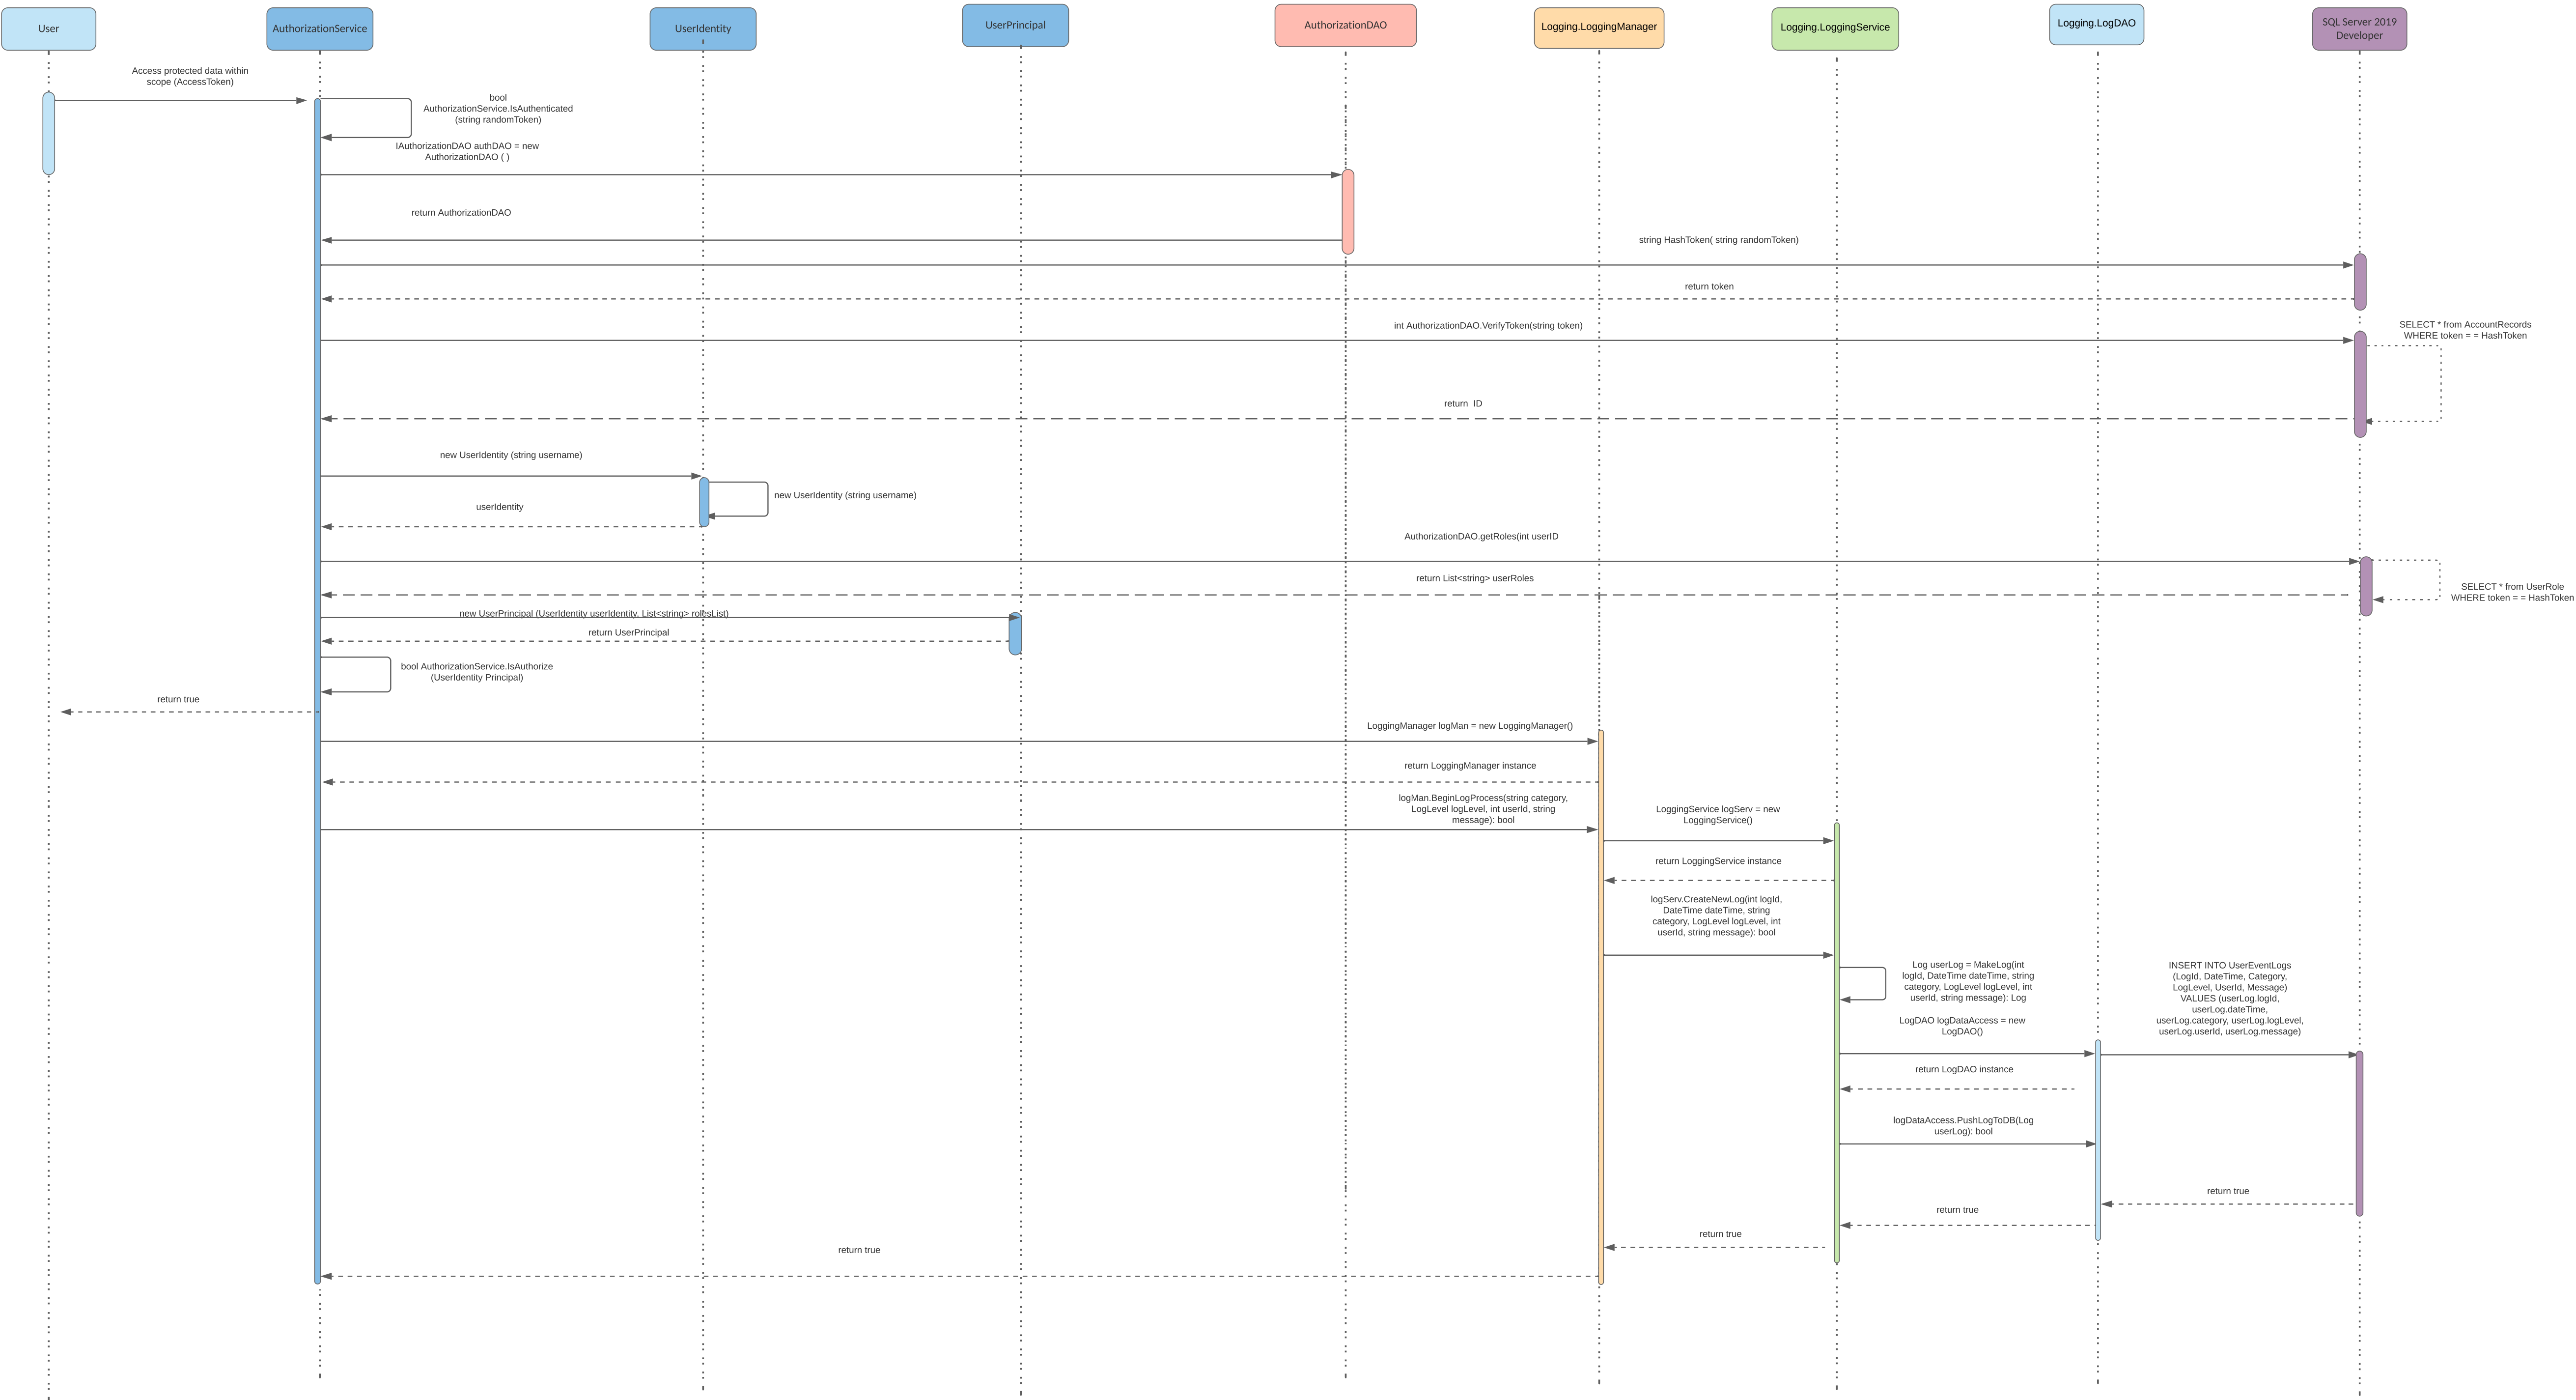 User
AuthorizationService
UserIdentity
UserPrincipal
AuthorizationDAO
Logging.LoggingManager
Logging.LoggingService
Logging.LogDAO
SQL Server 2019
Developer
Access protected data within
scope (AccessToken)
bool
AuthorizationService.IsAuthenticated
(string randomToken)
IAuthorizationDAO authDAO = new
AuthorizationDAO ( )
return AuthorizationDAO
string HashToken( string randomToken)
return token
int AuthorizationDAO.VerifyToken(string token)
SELECT * from AccountRecords
WHERE token = = HashToken
return  ID
new UserIdentity (string username)
new UserIdentity (string username)
userIdentity
AuthorizationDAO.getRoles(int userID
return List<string> userRoles
SELECT * from UserRole
WHERE token = = HashToken
new UserPrincipal (UserIdentity userIdentity, List<string> rolesList)
return UserPrincipal
bool AuthorizationService.IsAuthorize
(UserIdentity Principal)
return true
LoggingManager logMan = new LoggingManager()
return LoggingManager instance
logMan.BeginLogProcess(string category,
LogLevel logLevel, int userId, string
message): bool
LoggingService logServ = new
LoggingService()
return LoggingService instance
logServ.CreateNewLog(int logId,
DateTime dateTime, string
category, LogLevel logLevel, int
userId, string message): bool
Log userLog = MakeLog(int
logId, DateTime dateTime, string
category, LogLevel logLevel, int
userId, string message): Log
LogDAO logDataAccess = new
LogDAO()
INSERT INTO UserEventLogs
(LogId, DateTime, Category,
LogLevel, UserId, Message)
VALUES (userLog.logId,
userLog.dateTime,
userLog.category, userLog.logLevel,
userLog.userId, userLog.message)
return LogDAO instance
logDataAccess.PushLogToDB(Log
userLog): bool
return true
return true
return true
return true